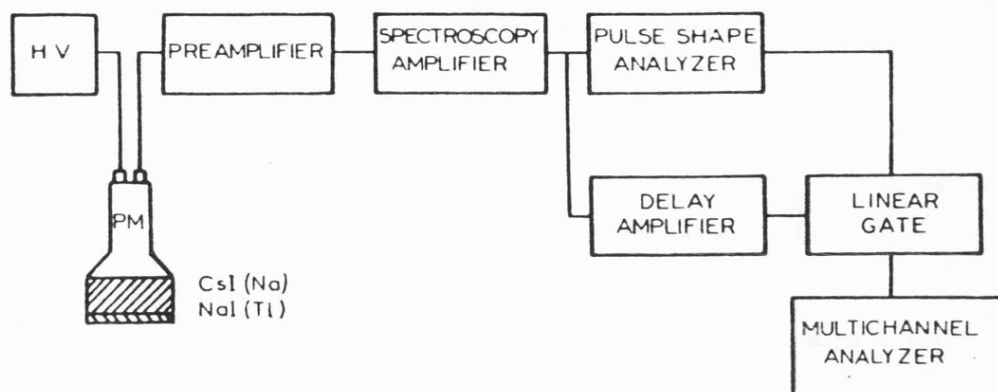 H V
PREAMPLIFIER
SPECTROSCOPY
AMPLIFIER
PULSE SHAPE
ANALYZER
PM
CsI (Na)
NaI (Tl)
DELAY
AMPLIFIER
LINEAR
GATE
MULTICHANNEL
ANALYZER